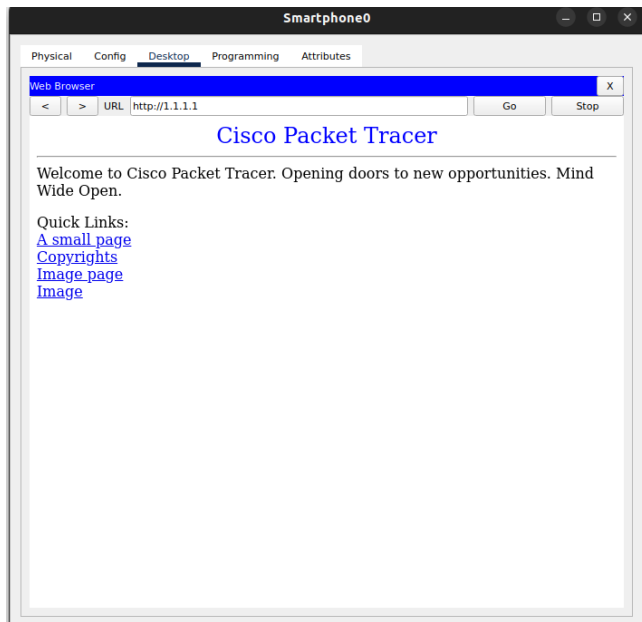 Smartphone0
Physical Config Desktop Programming Attributes
Web Browser X
< > URL http://1.1.1.1 Go Stop
Cisco Packet Tracer
Welcome to Cisco Packet Tracer. Opening doors to new opportunities. Mind
Wide Open.
Quick Links:
A small page
Copyrights
Image page
Image